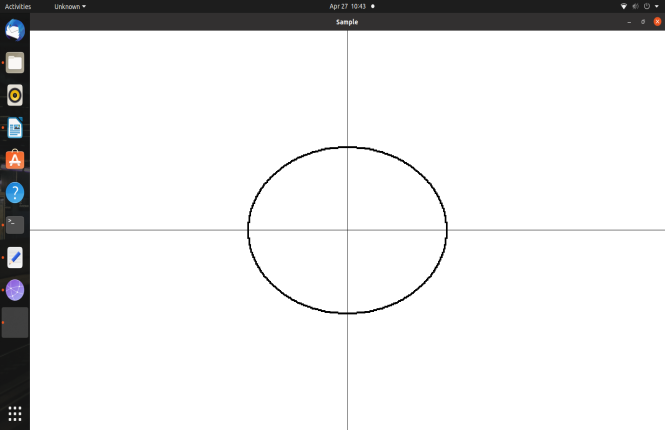 Activities
Unknown
Apr 27 10:43
Sample
?
>_
A